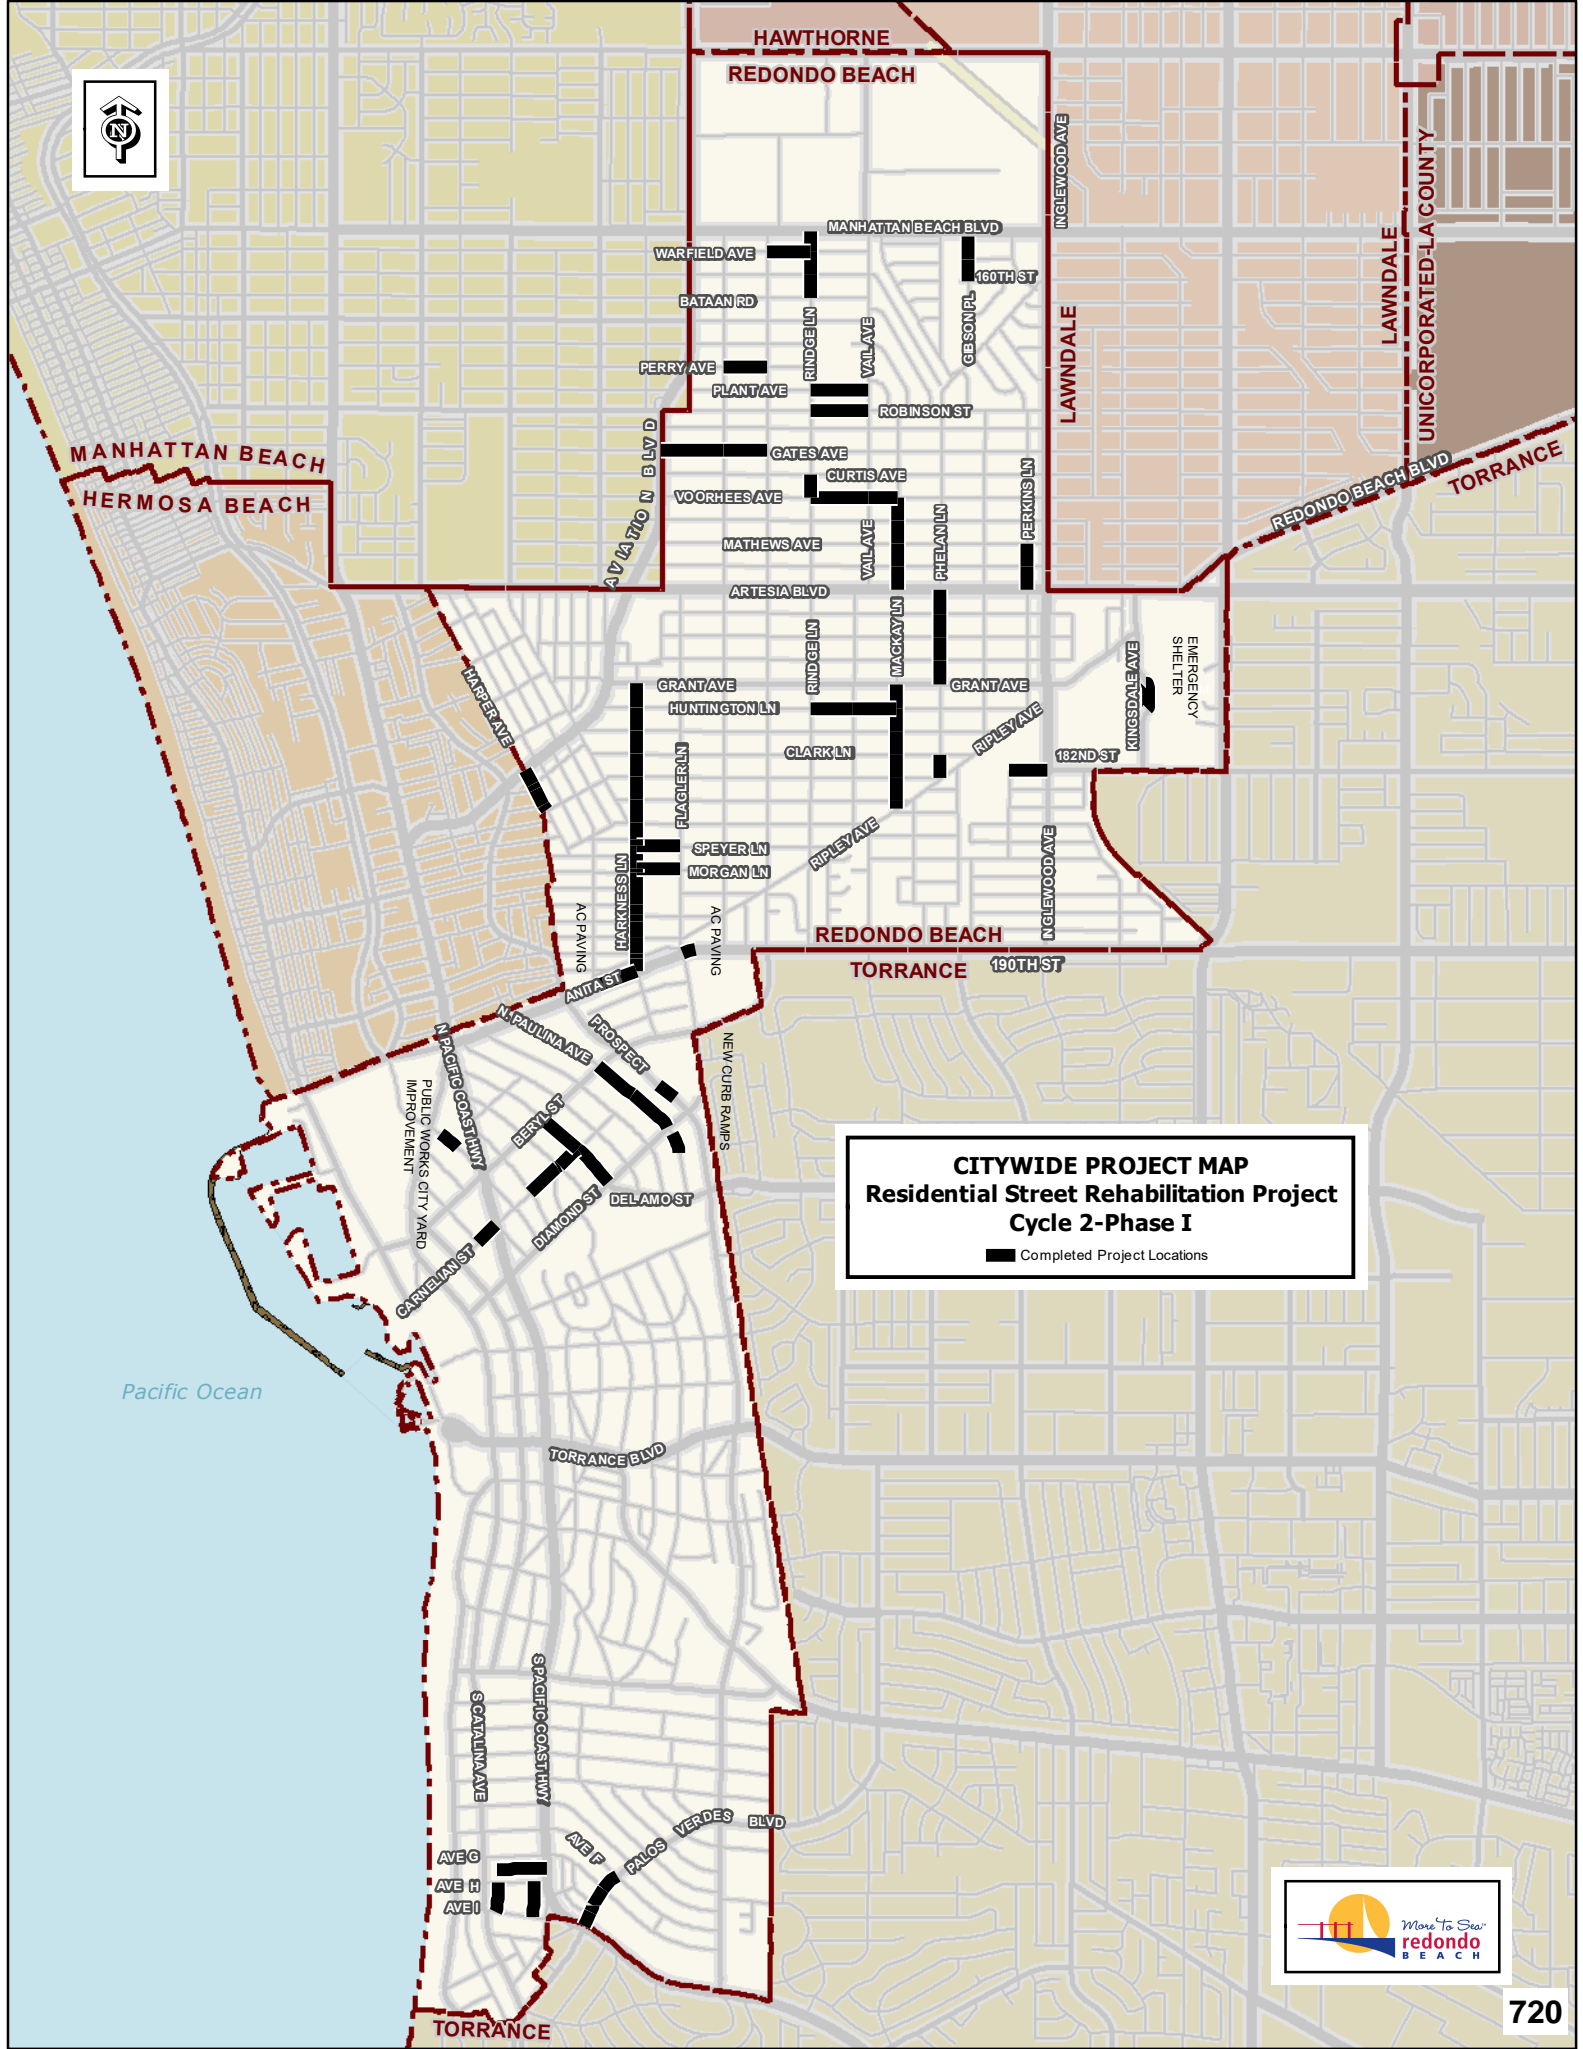 HAWTHORNE
REDONDO BEACH
N
INGLEWOOD AVE
UNICORPORATED-LA COUNTY
LAWNDALE
MANHATTAN BEACH BLVD
WARFIELD AVE
160TH ST
BATAAN RD
GIBSON PL
RINDGE LN
VAIL AVE
LAWNDALE
PERRY AVE
PLANT AVE
ROBINSON ST
AVIATION BLVD
MANHATTAN BEACH
HERMOSA BEACH
GATES AVE
CURTIS AVE
VOORHEES AVE
REDONDO BEACH BLVD
TORRANCE
PERKINS LN
PHELAN LN
VAIL AVE
MATHEWS AVE
ARTESIA BLVD
MACKAY LN
RINDGE LN
EMERGENCY
SHELTER
KINGSDALE AVE
HARPER AVE
GRANT AVE
GRANT AVE
HUNTINGTON LN
RIPLEY AVE
CLARK LN
182ND ST
FLAGLER LN
SPEYER LN
MORGAN LN
RIPLEY AVE
INGLEWOOD AVE
HARKNESS LN
AC PAVING
AC PAVING
REDONDO BEACH
TORRANCE
190TH ST
ANITA ST
N. PAULINA AVE
PROSPECT
N PACIFIC COAST HWY
NEW CURB RAMPS
PUBLIC WORKS CITY YARD
IMPROVEMENT
BERYL ST
DEL AMO ST
DIAMOND ST
CARNELIAN ST
CITYWIDE PROJECT MAP
Residential Street Rehabilitation Project
Cycle 2-Phase I
Completed Project Locations
Pacific Ocean
TORRANCE BLVD
S CATALINA AVE
S PACIFIC COAST HWY
AVE F
PALOS VERDES BLVD
AVE G
AVE H
AVE I
More To Sea
redondo
BEACH
TORRANCE
720